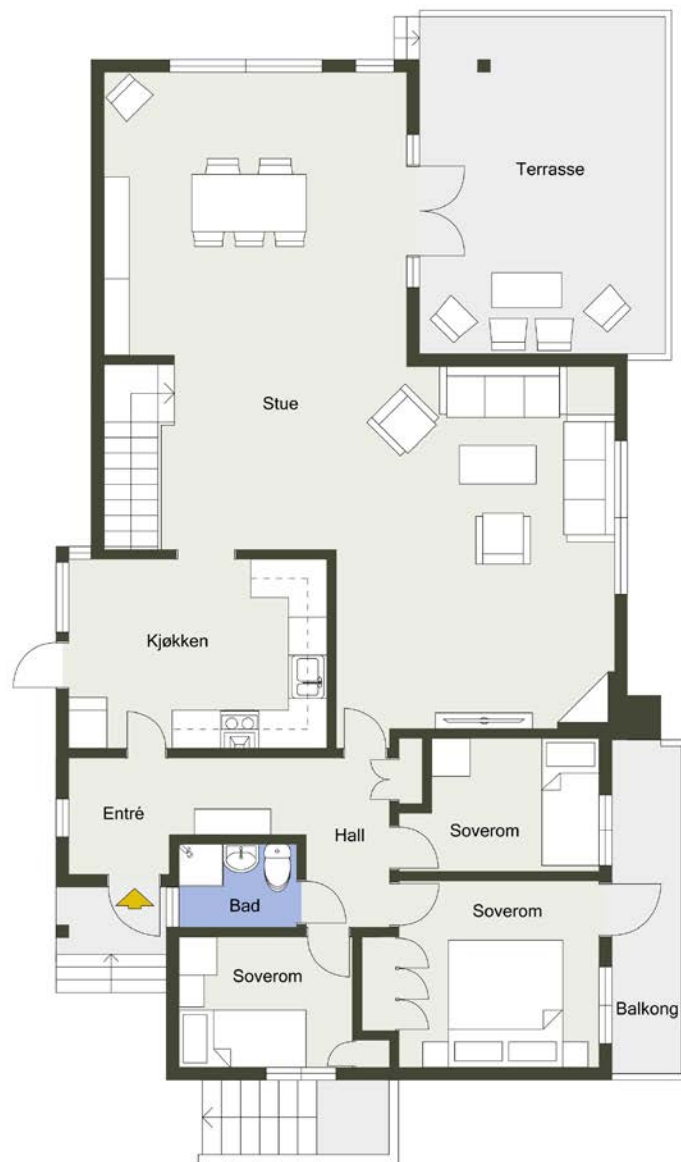 Terrasse
Stue
Kjøkken
Entré
Hall
Soverom
Bad
Soverom
Soverom
Balkong